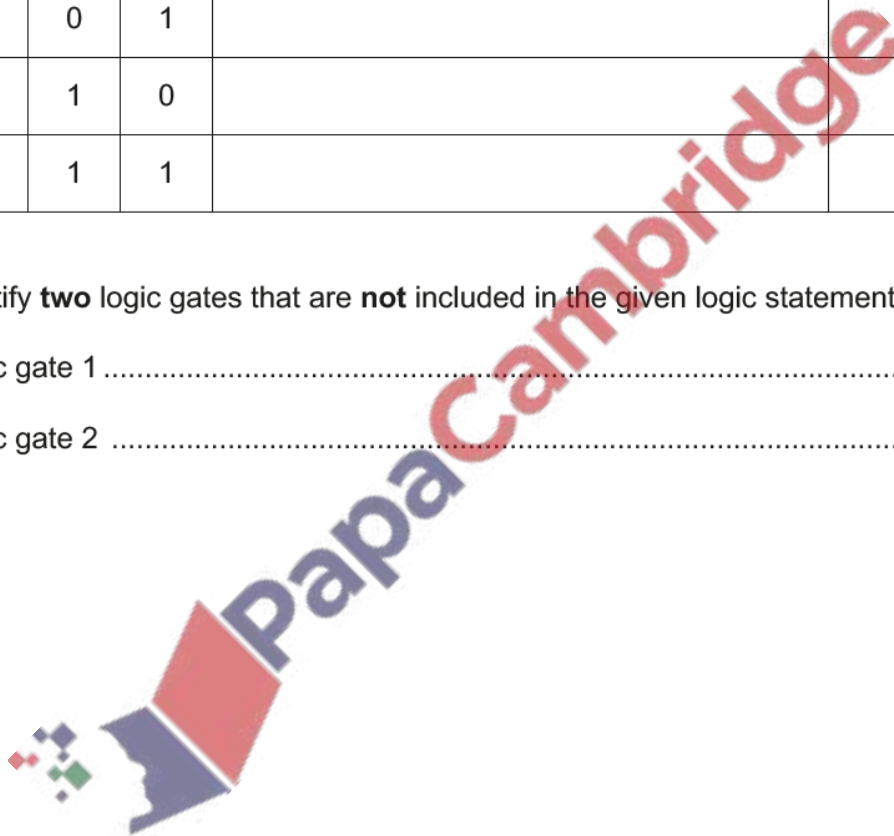 0 1
1 0
1 1
ify two logic gates that are not included in the given logic statement
c gate 1 ........................................................................................................
c gate 2 ........................................................................................................
PapaCambridge